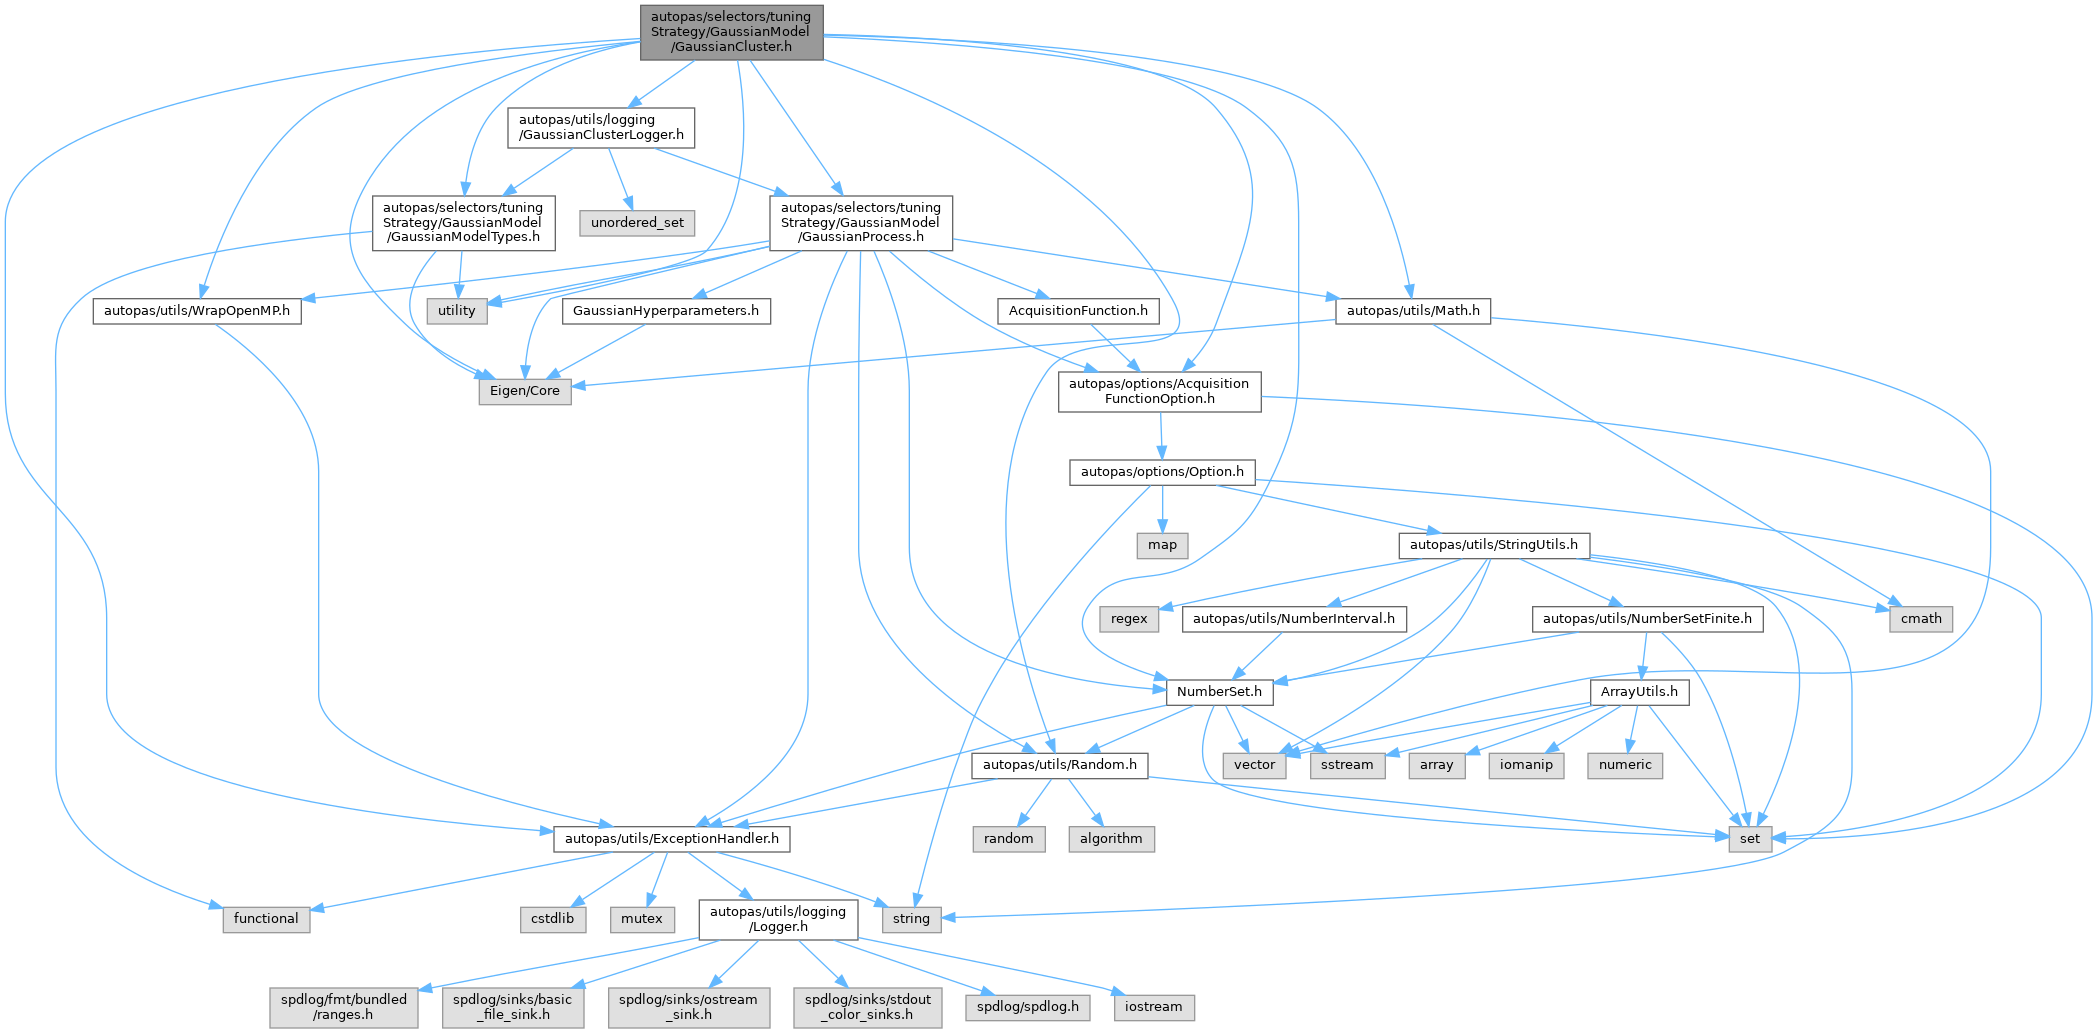 autopas/selectors/tuning
Strategy/GaussianModel
/GaussianCluster.h
autopas/utils/logging
/GaussianClusterLogger.h
autopas/selectors/tuning
Strategy/GaussianModel
/GaussianModelTypes.h
unordered_set
autopas/selectors/tuning
Strategy/GaussianModel
/GaussianProcess.h
autopas/utils/WrapOpenMP.h
utility
GaussianHyperparameters.h
AcquisitionFunction.h
autopas/utils/Math.h
Eigen/Core
autopas/options/Acquisition
FunctionOption.h
autopas/options/Option.h
map
autopas/utils/StringUtils.h
regex
autopas/utils/NumberInterval.h
autopas/utils/NumberSetFinite.h
cmath
NumberSet.h
ArrayUtils.h
autopas/utils/Random.h
vector
sstream
array
iomanip
numeric
autopas/utils/ExceptionHandler.h
random
algorithm
set
functional
cstdlib
mutex
autopas/utils/logging
/Logger.h
string
spdlog/fmt/bundled
/ranges.h
spdlog/sinks/basic
_file_sink.h
spdlog/sinks/ostream
_sink.h
spdlog/sinks/stdout
_color_sinks.h
spdlog/spdlog.h
iostream